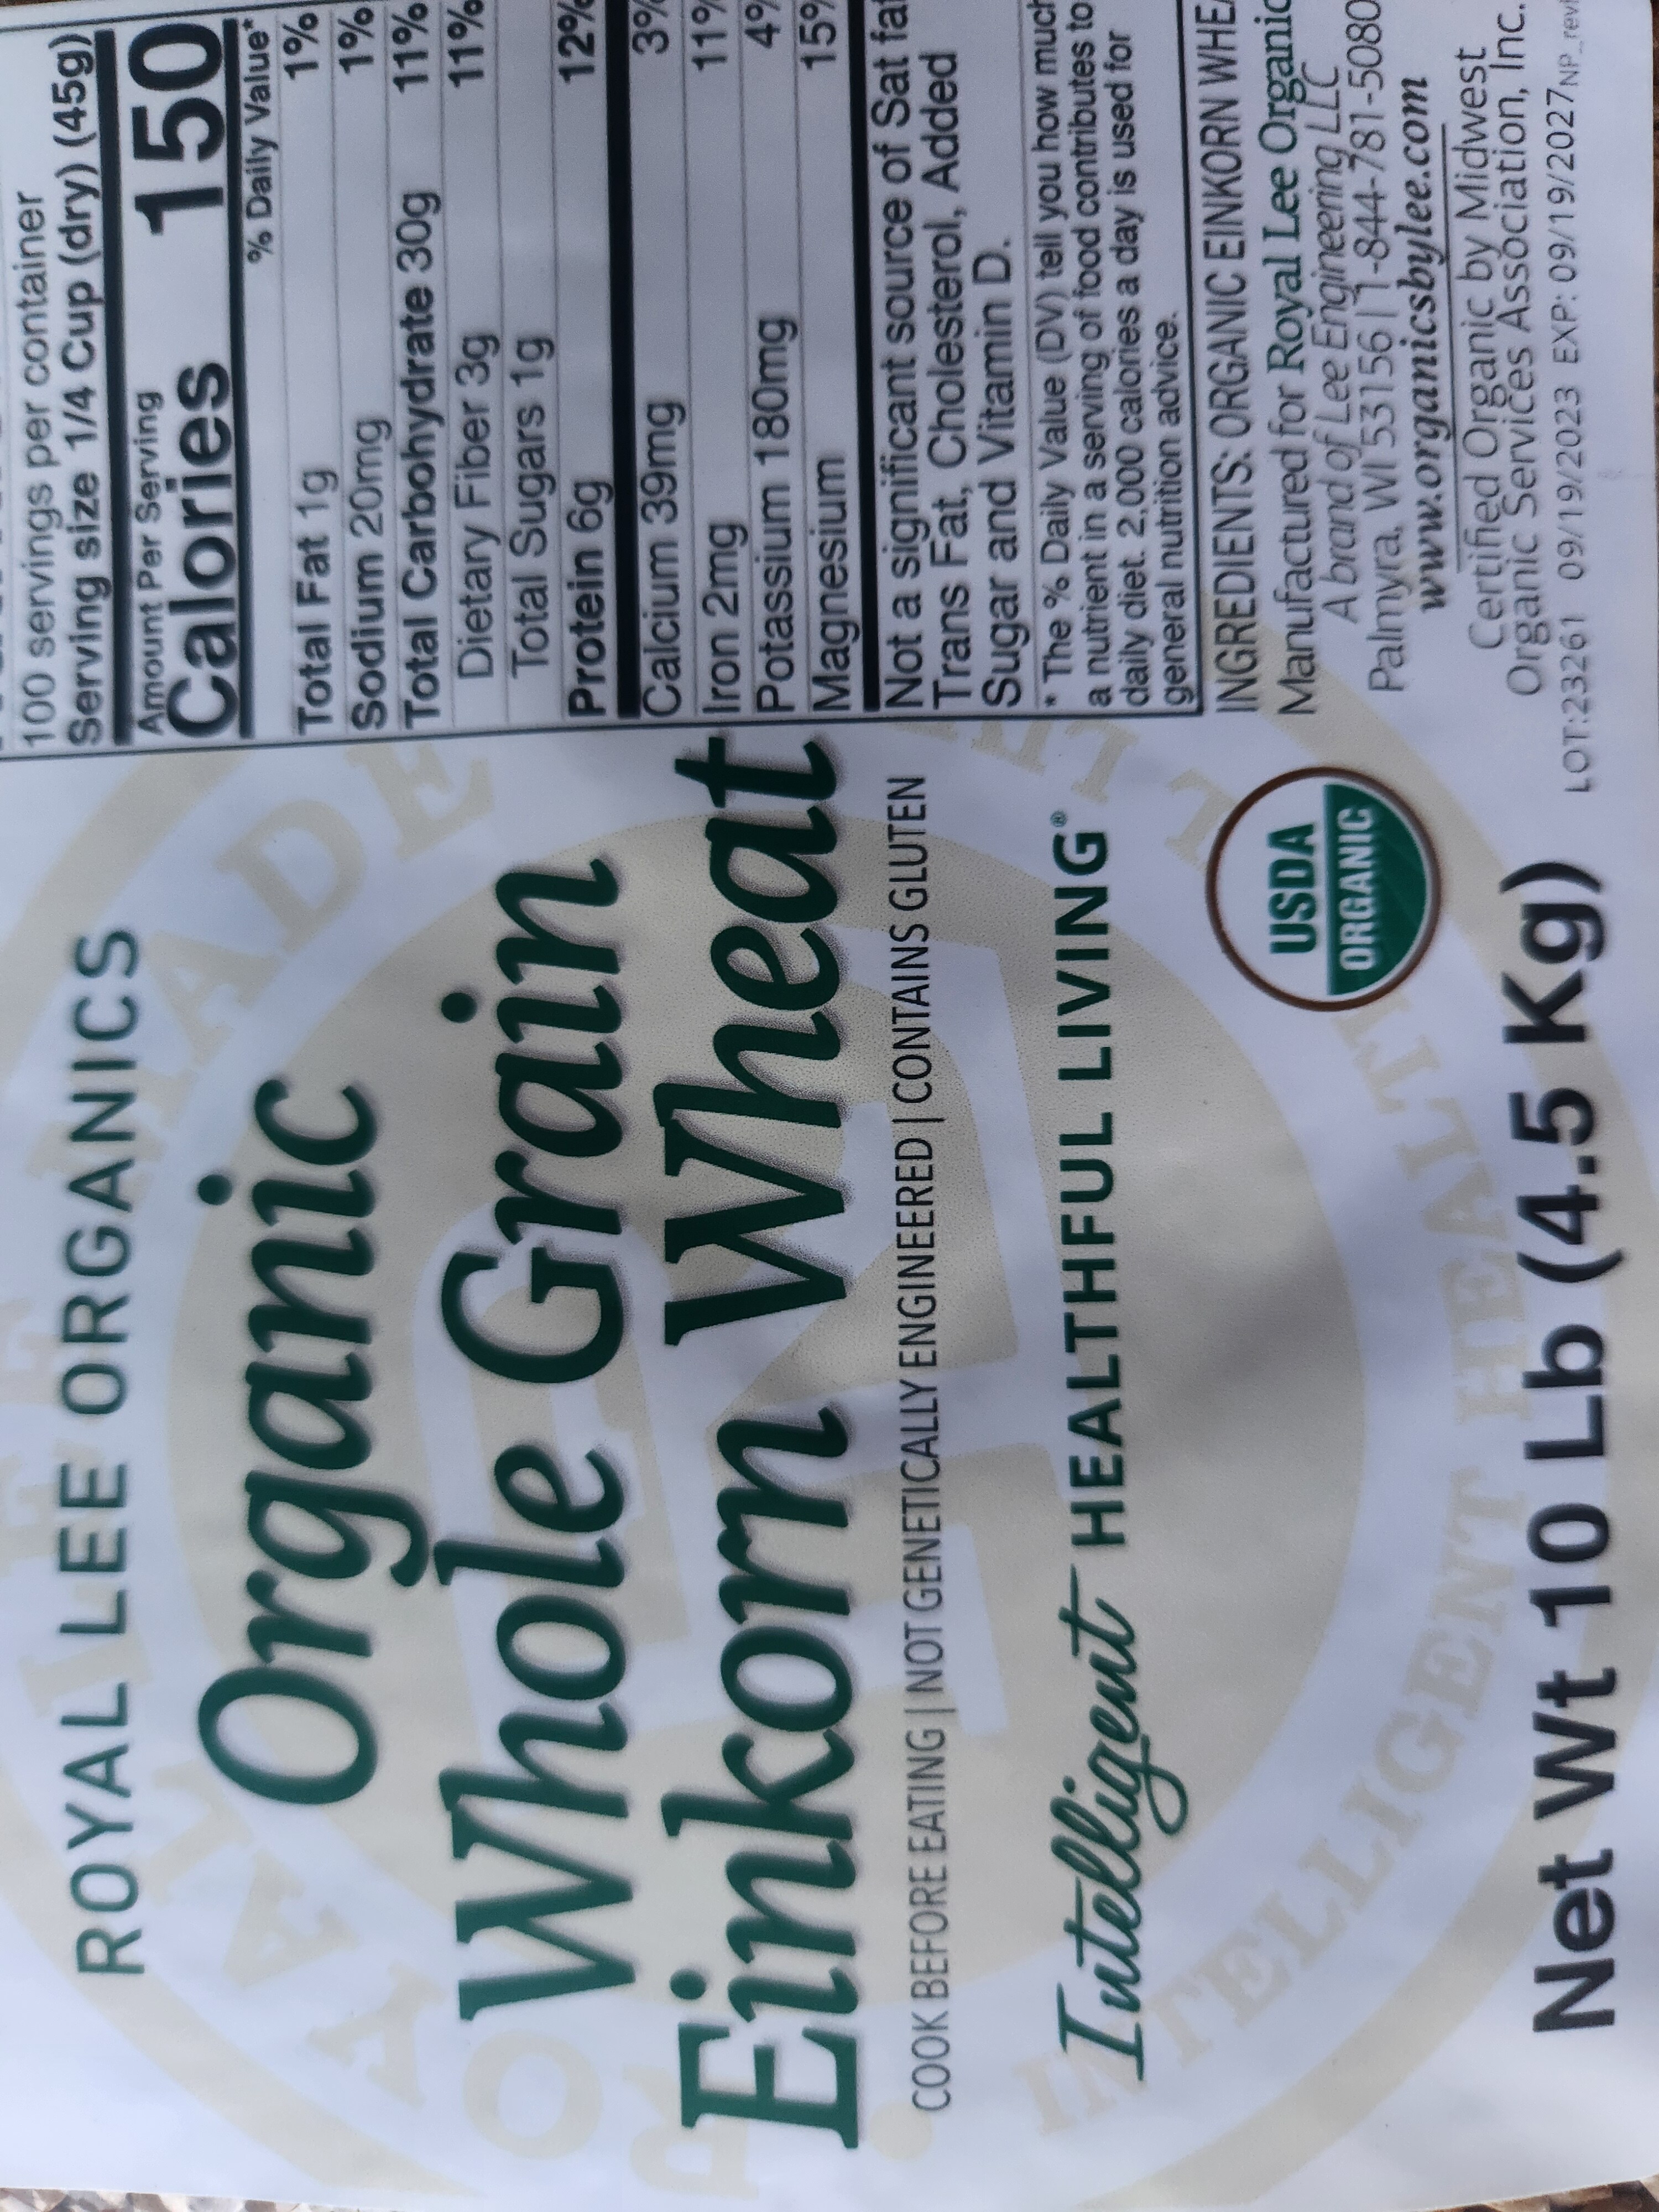 ROYAL LEE ORGANICS
Organic
Whole Grain
Einkorn Wheat
COOK BEFORE EATING | NOT GENETICALLY ENGINEERED | CONTAINS GLUTEN
Intelligent HEALTHFUL LIVING®
USDA
ORGANIC
Net Wt 10 Lb (4.5 Kg)
100 servings per container
Serving size 1/4 Cup (dry) (45g)
Amount Per Serving
Calories 150
% Daily Value*
Total Fat 1g 1%
Sodium 20mg 1%
Total Carbohydrate 30g 11%
Dietary Fiber 3g 11%
Total Sugars 1g
Protein 6g 12%
Calcium 39mg 3%
Iron 2mg 11%
Potassium 180mg 4%
Magnesium 15%
Not a significant source of Sat fat
Trans Fat, Cholesterol, Added
Sugar and Vitamin D.
* The % Daily Value (DV) tell you how much
a nutrient in a serving of food contributes to
daily diet. 2,000 calories a day is used for
general nutrition advice.
INGREDIENTS: ORGANIC EINKORN WHEA
Manufactured for Royal Lee Organic
A brand of Lee Engineering LLC
Palmyra, WI 53156 | 1-844-781-5080
www.organicsbylee.com
Certified Organic by Midwest
Organic Services Association, Inc.
LOT:23261 09/19/2023 EXP: 09/19/2027 NP_rev